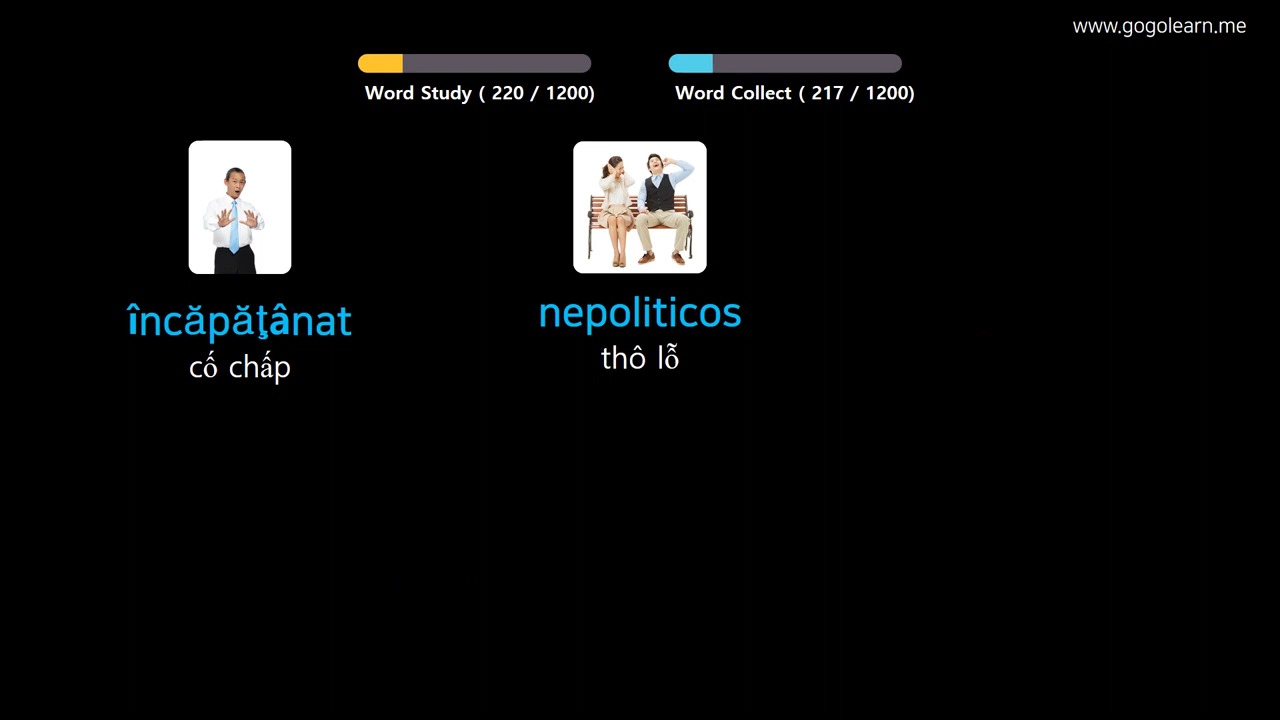 www.gogolearn.me
Word Study ( 220 / 1200)
Word Collect ( 217 / 1200)
încăpăţânat
cố chấp
nepoliticos
thô lỗ